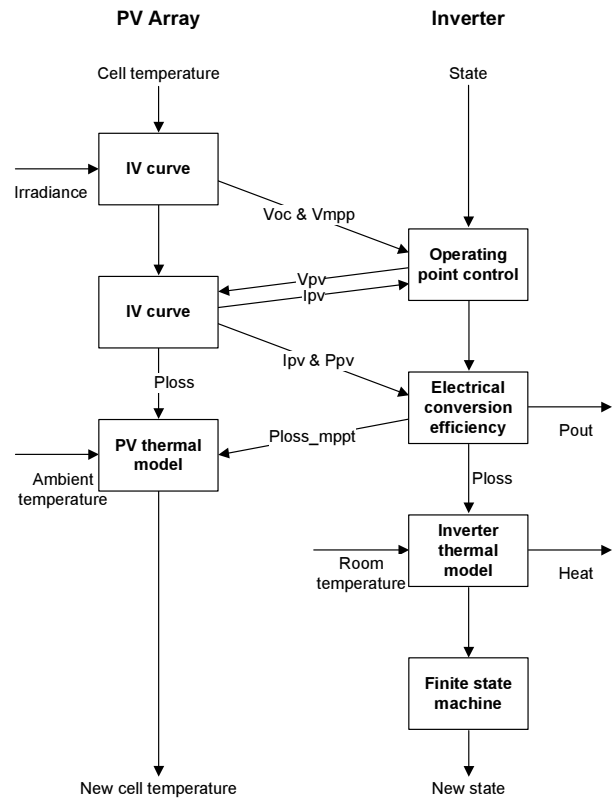 PV Array
Inverter
Cell temperature
State
IV curve
Irradiance
Voc & Vmpp
Operating
point control
Vpv
Ipv
IV curve
Ipv & Ppv
Ploss
Electrical
conversion
efficiency
Pout
Ploss_mppt
PV thermal
model
Ambient
temperature
Ploss
Inverter
thermal
model
Room
temperature
Heat
Finite state
machine
New cell temperature
New state